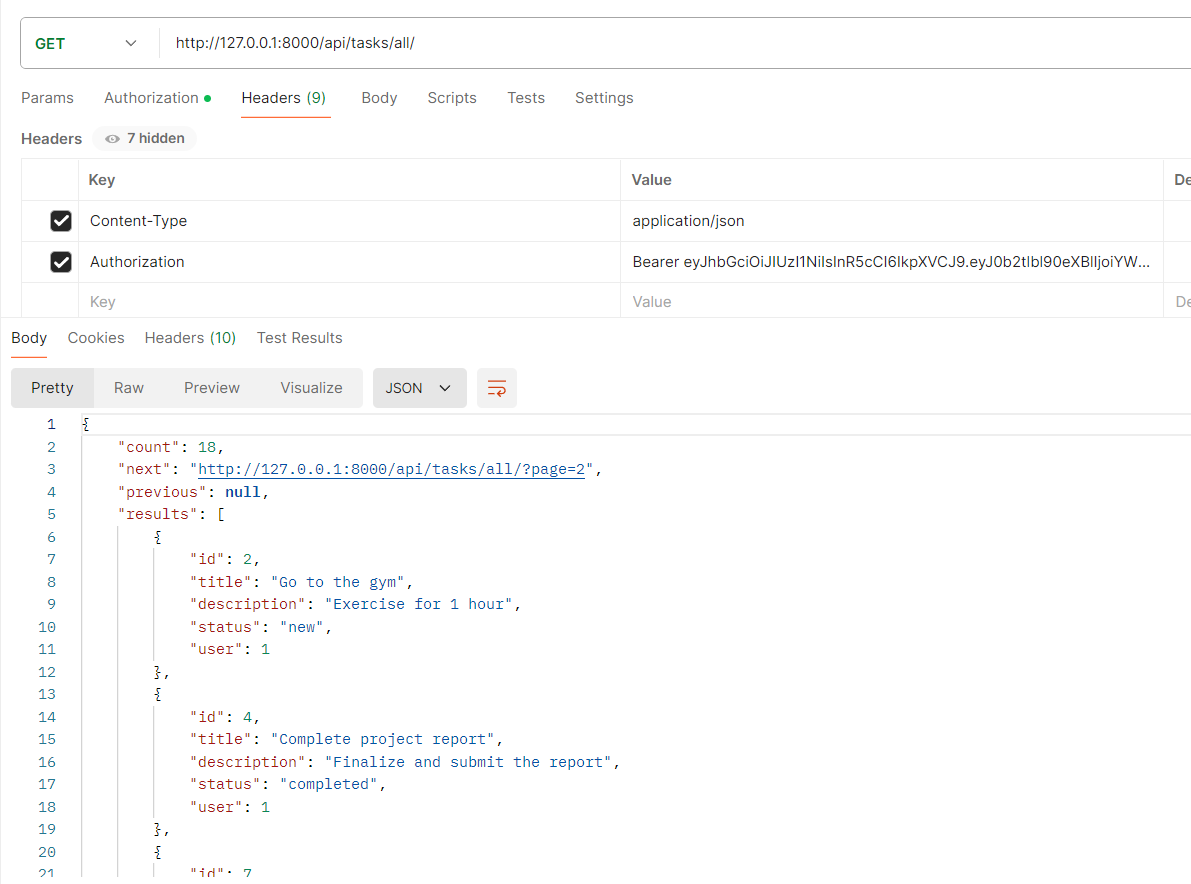 GET http://127.0.0.1:8000/api/tasks/all/
Params Authorization Headers (9) Body Scripts Tests Settings
Headers 7 hidden
Key Value De
Content-Type application/json
Authorization Bearer eyJhbGciOiJIUzI1NiIsInR5cCI6IkpXVCJ9.eyJ0b2tlbl90eXBlIjoiYW...
Key Value De
Body Cookies Headers (10) Test Results
Pretty Raw Preview Visualize JSON
1 {
2 "count": 18,
3 "next": "http://127.0.0.1:8000/api/tasks/all/?page=2",
4 "previous": null,
5 "results": [
6 {
7 "id": 2,
8 "title": "Go to the gym",
9 "description": "Exercise for 1 hour",
10 "status": "new",
11 "user": 1
12 },
13 {
14 "id": 4,
15 "title": "Complete project report",
16 "description": "Finalize and submit the report",
17 "status": "completed",
18 "user": 1
19 },
20 {
21 "id": 7